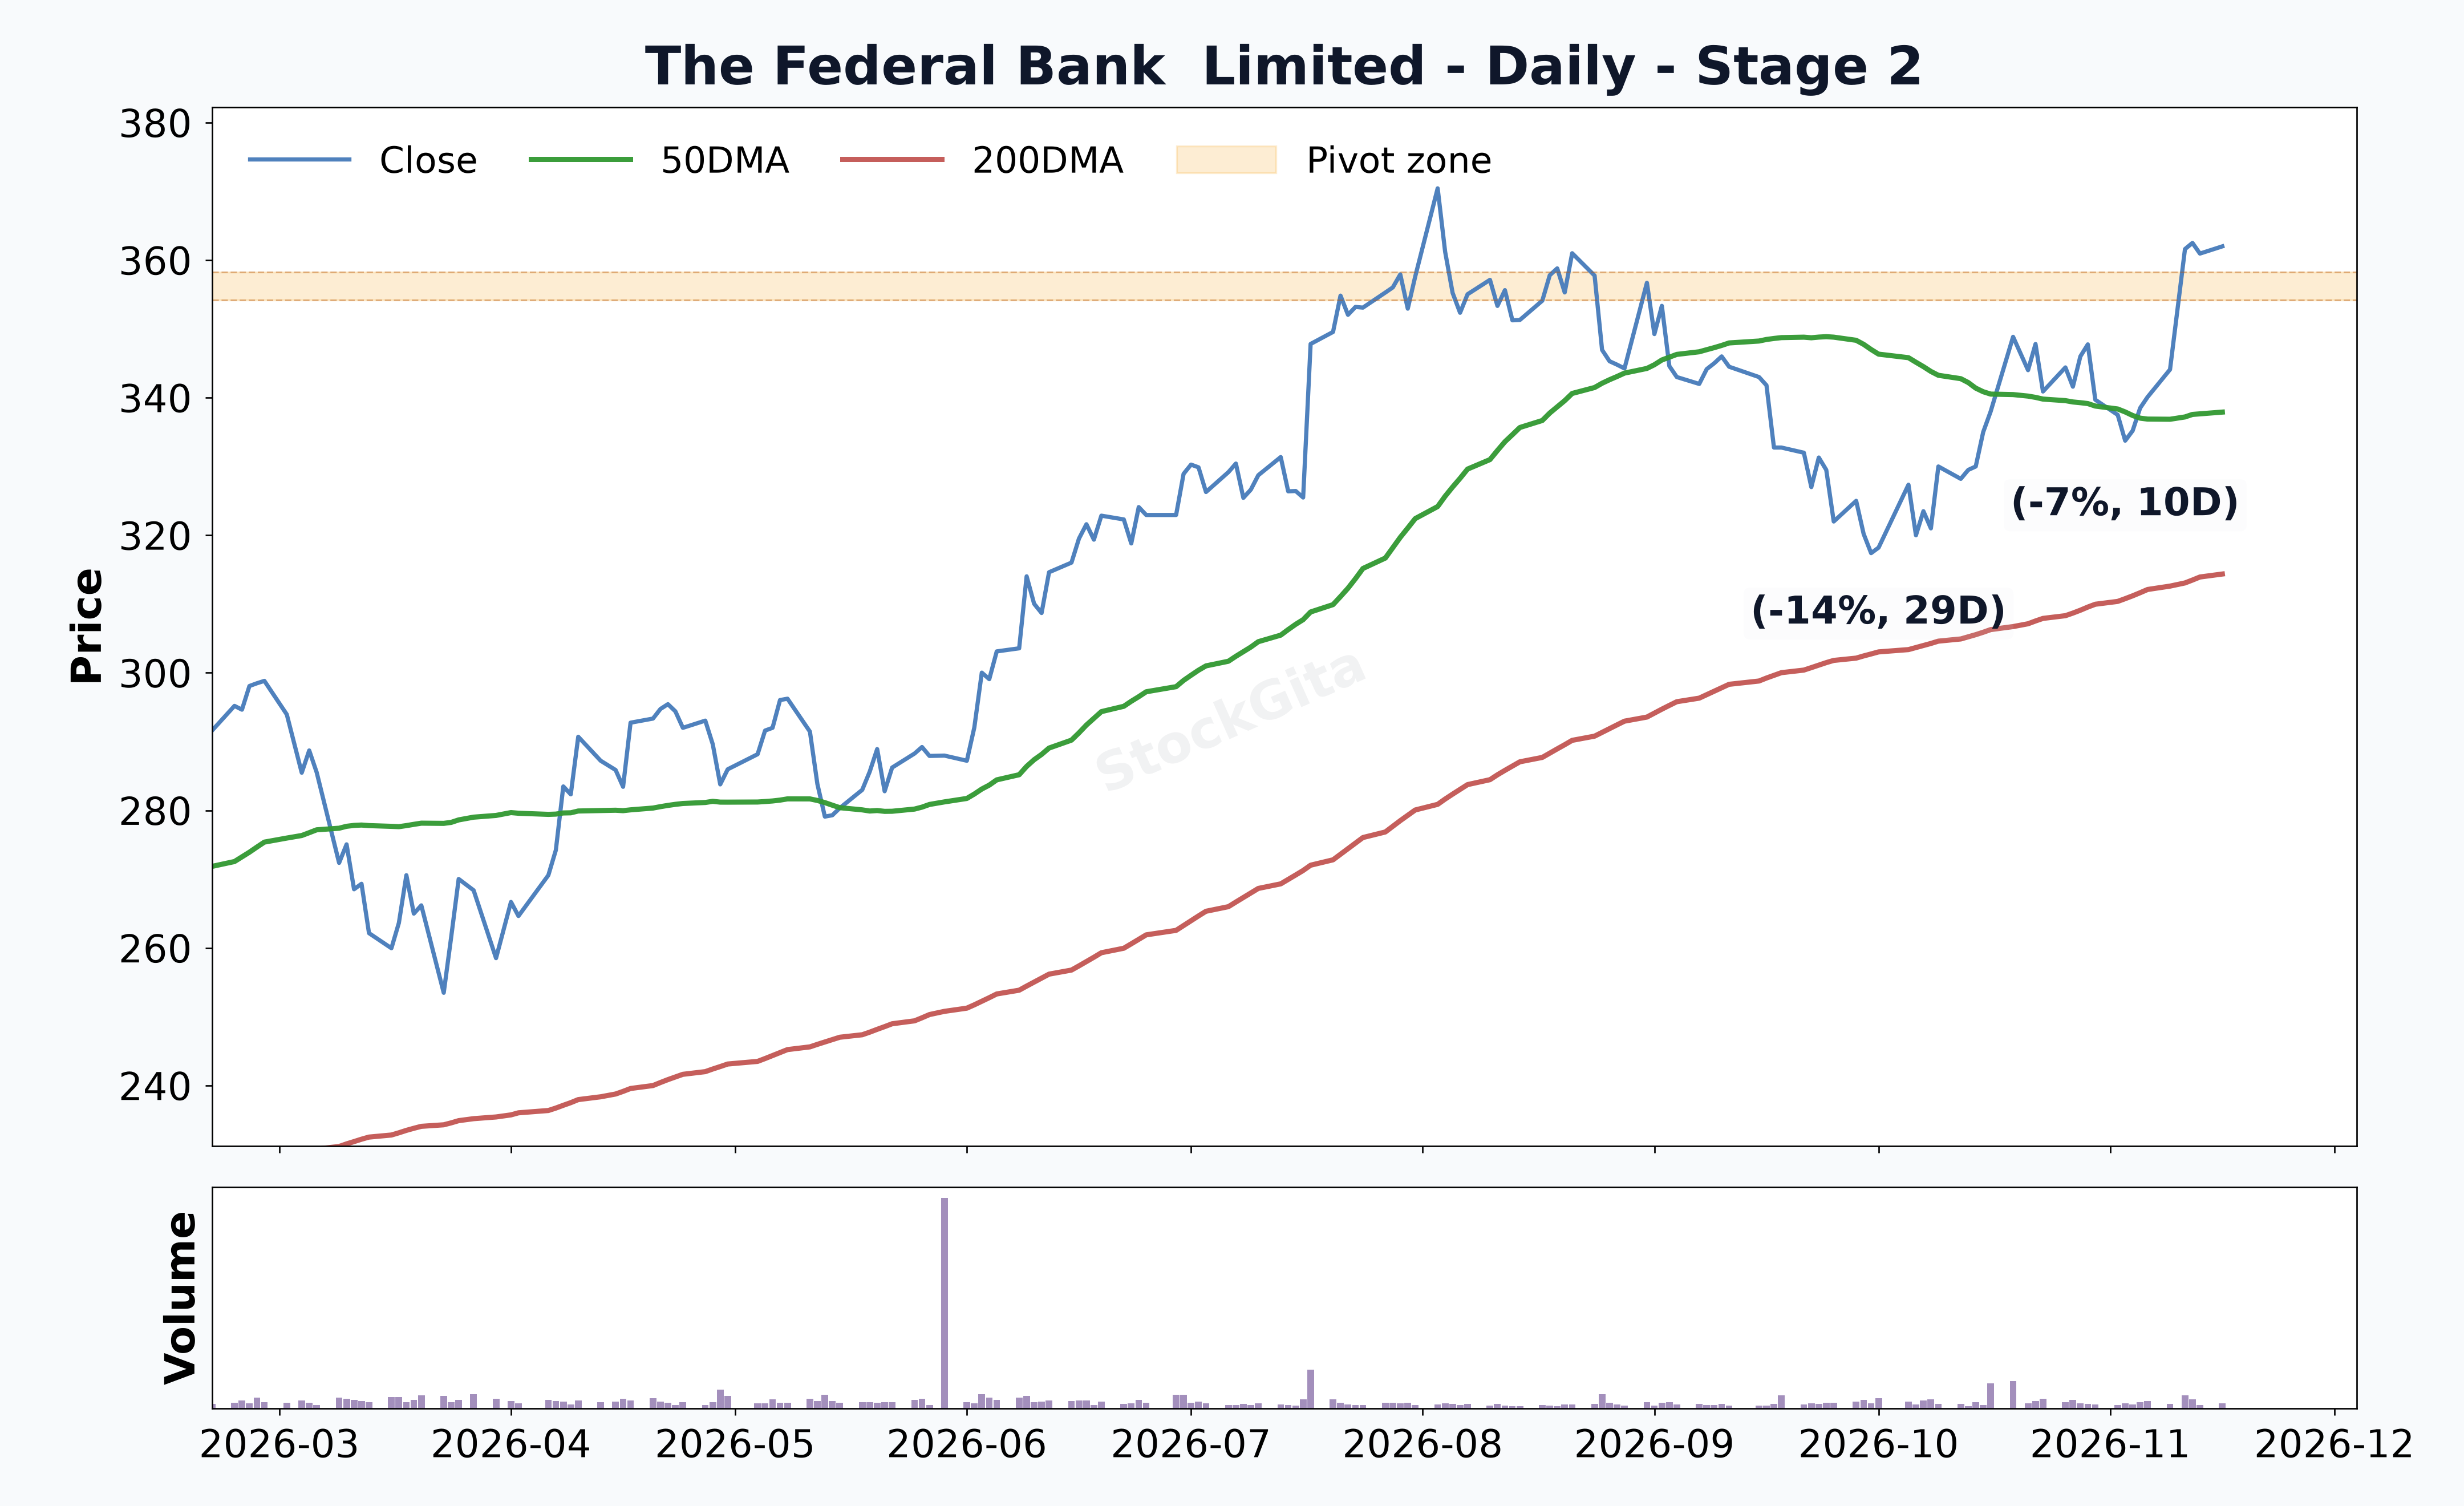 The Federal Bank  Limited - Daily - Stage 2
Close 50DMA 200DMA Pivot zone
Price
380
360
340
320
300
280
260
240
(-7%, 10D)
(-14%, 29D)
StockGita
Volume
2026-03 2026-04 2026-05 2026-06 2026-07 2026-08 2026-09 2026-10 2026-11 2026-12